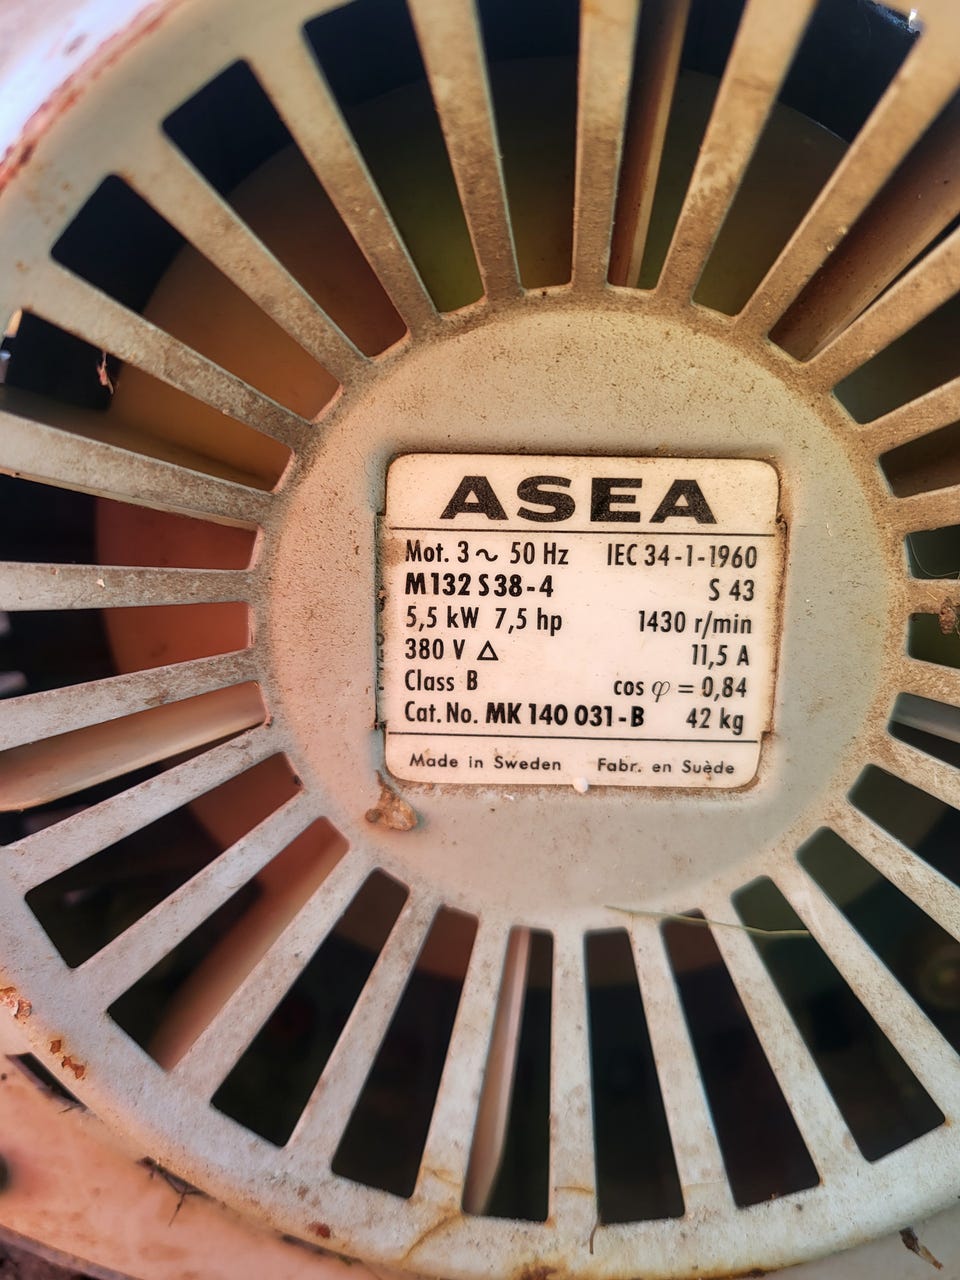 ASEA
Mot. 3 ~ 50 Hz IEC 34-1-1960
M132 S38-4 S 43
5,5 kW 7,5 hp 1430 r/min
380 V △ 11,5 A
Class B cos φ = 0,84
Cat. No. MK 140 031-B 42 kg
Made in Sweden Fabr. en Suède